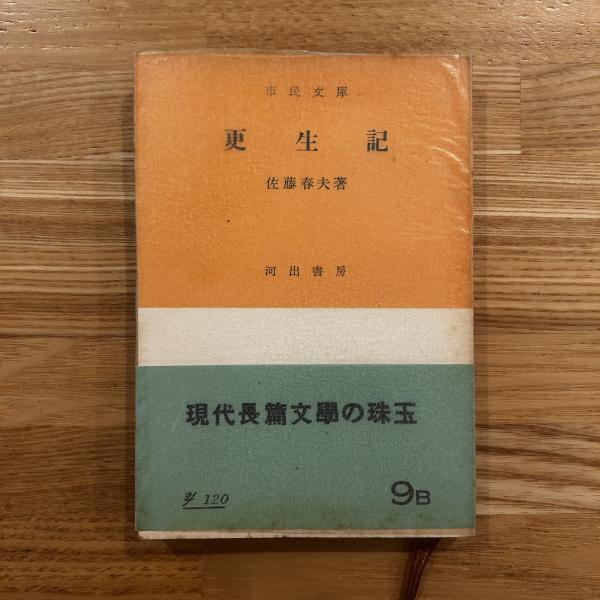 市民文庫
更生記
佐藤春夫著
河出書房
現代長篇文學の珠玉
¥ 120
9B